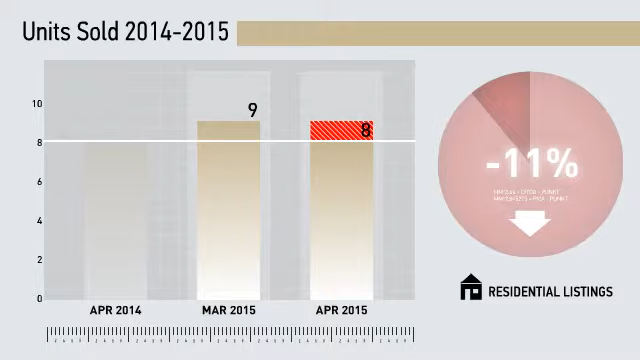 Units Sold 2014-2015
10
8
6
4
2
0
9
8
APR 2014
MAR 2015
APR 2015
-11%
RESIDENTIAL LISTINGS